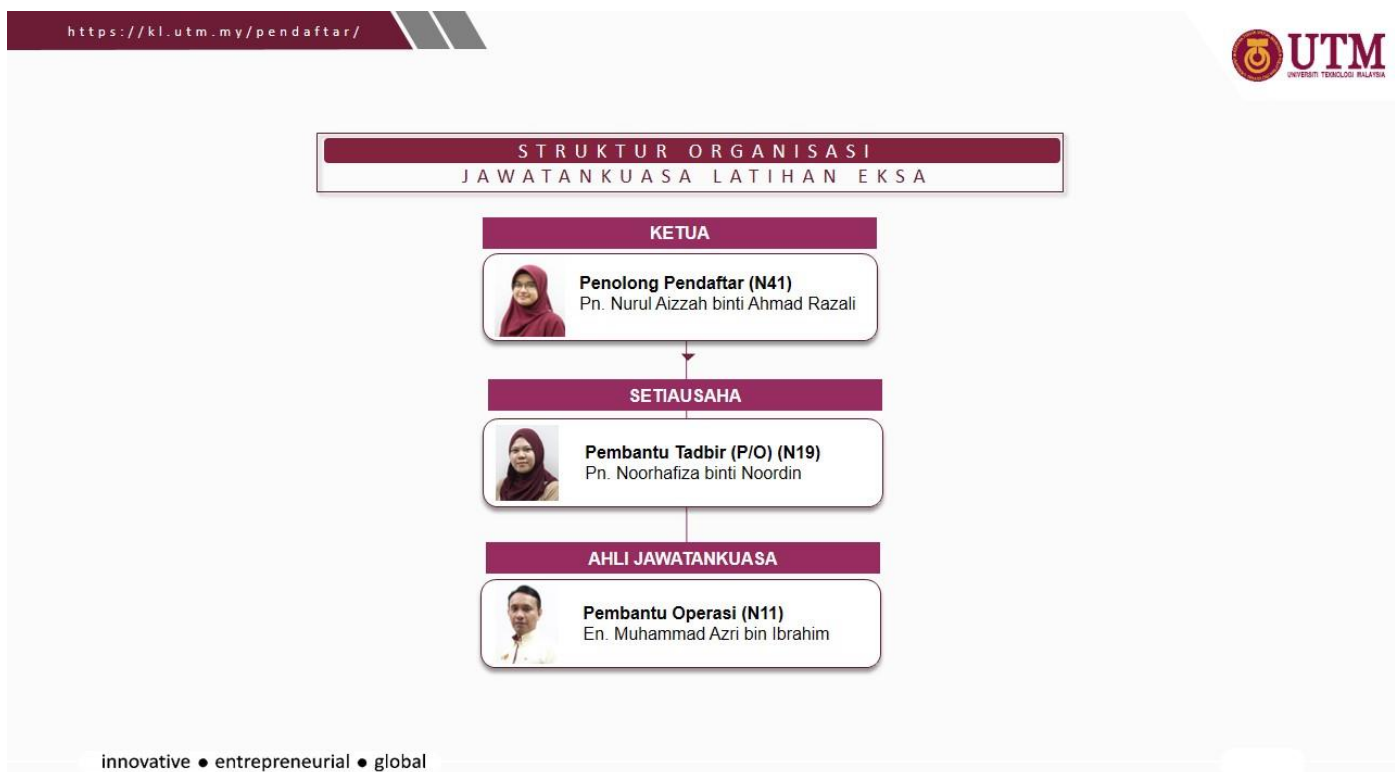 https://kl.utm.my/pendaftar/
UTM
UNIVERSITI TEKNOLOGI MALAYSIA
STRUKTUR ORGANISASI
JAWATANKUASA LATIHAN EKSA
KETUA
Penolong Pendaftar (N41)
Pn. Nurul Aizzah binti Ahmad Razali
SETIAUSAHA
Pembantu Tadbir (P/O) (N19)
Pn. Noorhafiza binti Noordin
AHLI JAWATANKUASA
Pembantu Operasi (N11)
En. Muhammad Azri bin Ibrahim
innovative ● entrepreneurial ● global